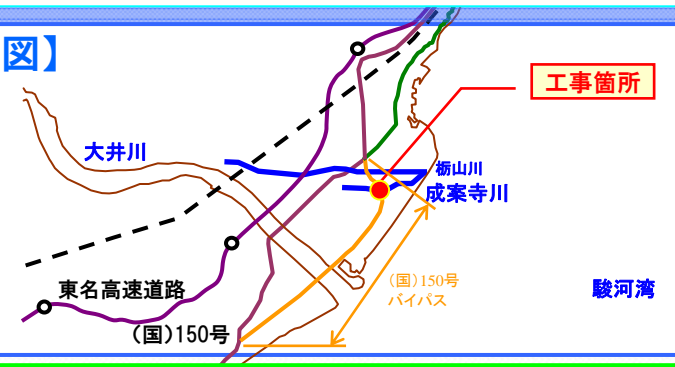 図】
工事箇所
大井川
栃山川
成案寺川
東名高速道路
(国)150号
バイパス
駿河湾
(国)150号